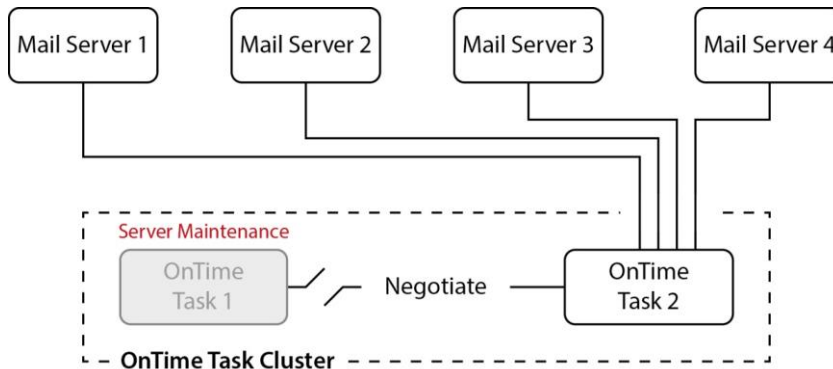 Mail Server 1
Mail Server 2
Mail Server 3
Mail Server 4
Server Maintenance
OnTime
Task 1
Negotiate
OnTime
Task 2
OnTime Task Cluster